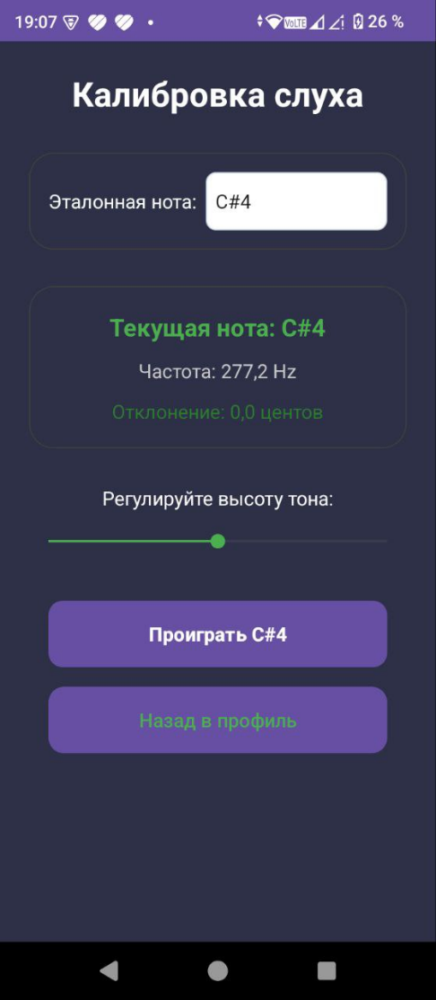 19:07 VoLTE 26 %
Калибровка слуха
Эталонная нота: C#4
Текущая нота: C#4
Частота: 277,2 Hz
Отклонение: 0,0 центов
Регулируйте высоту тона:
Проиграть C#4
Назад в профиль